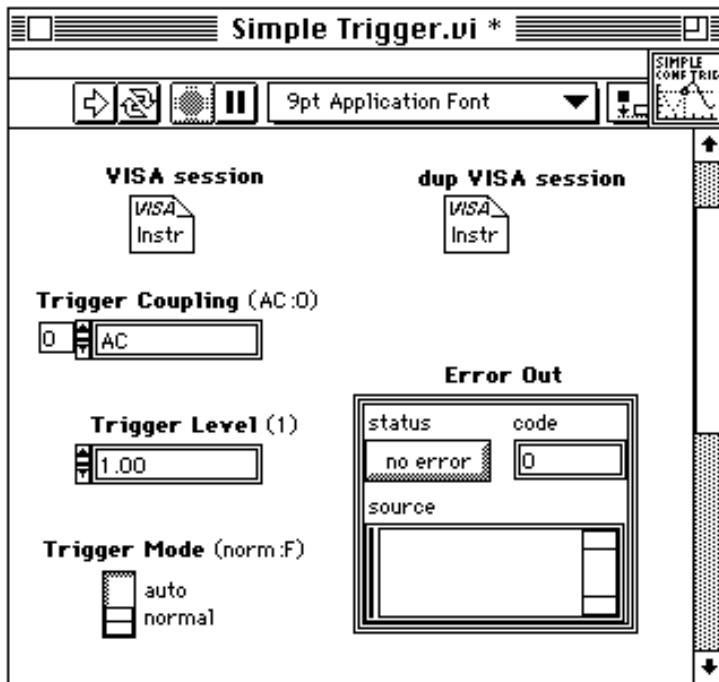 Simple Trigger.vi *
SIMPLE
CONF TRIG
9pt Application Font
VISA session
dup VISA session
VISA
Instr
VISA
Instr
Trigger Coupling (AC:0)
0
AC
Error Out
Trigger Level (1)
status
code
1.00
no error
0
source
Trigger Mode (norm:F)
auto
normal